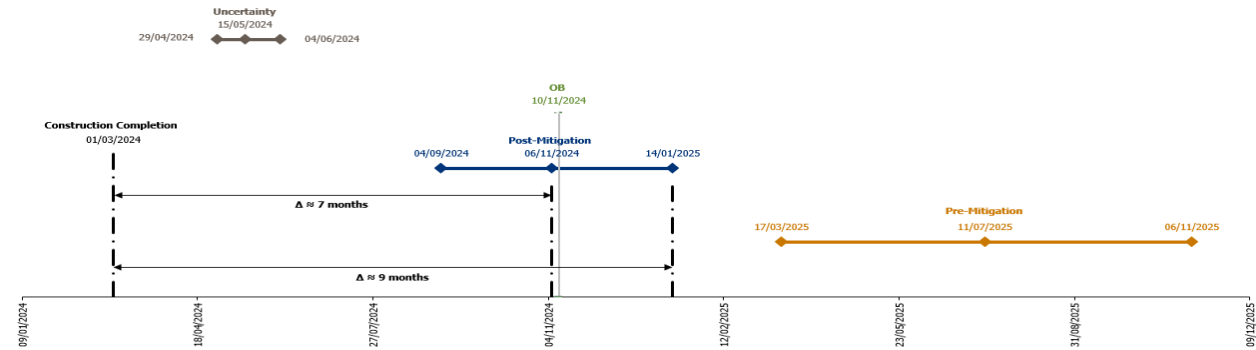 Uncertainty
15/05/2024
29/04/2024
04/06/2024
OB
10/11/2024
Construction Completion
01/03/2024
Post-Mitigation
04/09/2024
06/11/2024
14/01/2025
Δ ≈ 7 months
Pre-Mitigation
17/03/2025
11/07/2025
06/11/2025
Δ ≈ 9 months
09/01/2024
18/04/2024
27/07/2024
04/11/2024
12/02/2025
23/05/2025
31/08/2025
09/12/2025